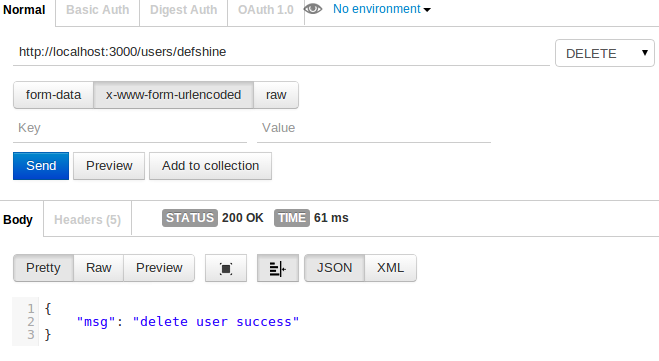 Normal Basic Auth Digest Auth OAuth 1.0 No environment
http://localhost:3000/users/defshine DELETE
form-data x-www-form-urlencoded raw
Key Value
Send Preview Add to collection
Body Headers (5) STATUS 200 OK TIME 61 ms
Pretty Raw Preview JSON XML
1 {
2 "msg": "delete user success"
3 }